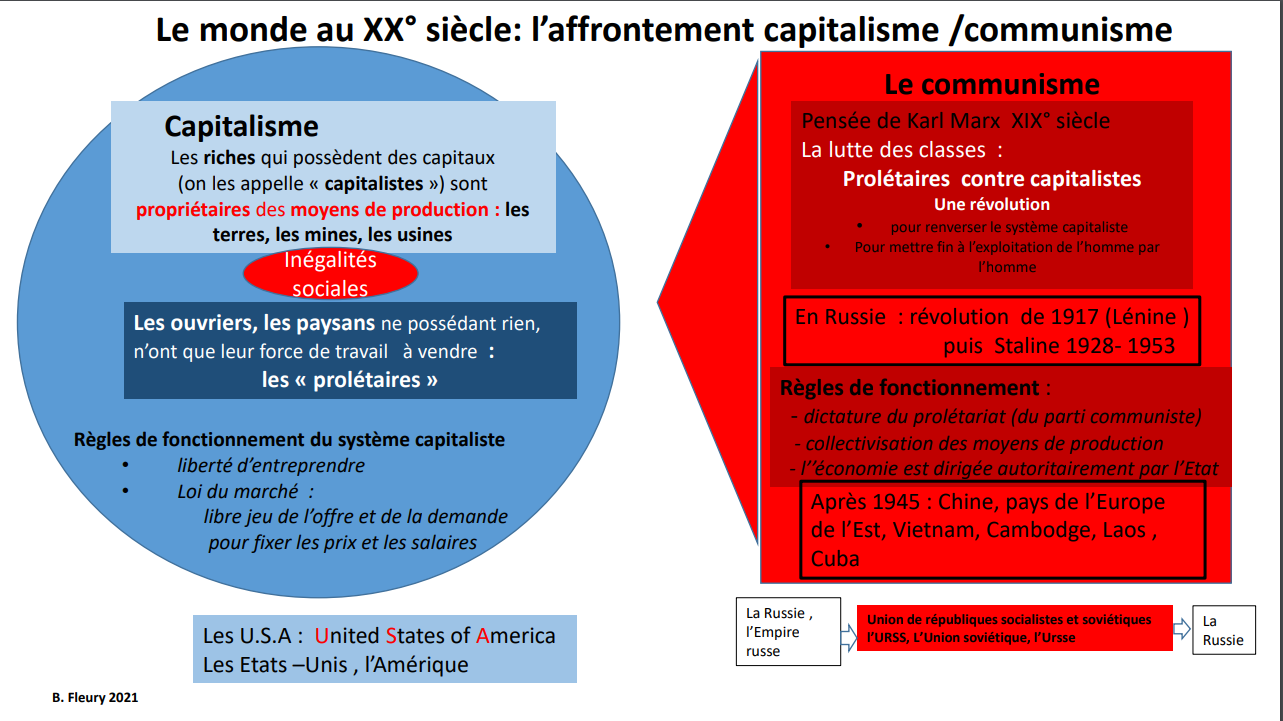 Le monde au XX° siècle: l’affrontement capitalisme /communisme
Capitalisme
Les riches qui possèdent des capitaux
(on les appelle « capitalistes ») sont
propriétaires des moyens de production : les
terres, les mines, les usines
Inégalités
sociales
Les ouvriers, les paysans ne possédant rien,
n’ont que leur force de travail à vendre :
les « prolétaires »
Règles de fonctionnement du système capitaliste
• liberté d’entreprendre
• Loi du marché :
libre jeu de l’offre et de la demande
pour fixer les prix et les salaires
Les U.S.A : United States of America
Les Etats –Unis , l’Amérique
B. Fleury 2021
Le communisme
Pensée de Karl Marx XIX° siècle
La lutte des classes :
Prolétaires contre capitalistes
Une révolution
• pour renverser le système capitaliste
• Pour mettre fin à l’exploitation de l’homme par
l’homme
En Russie : révolution de 1917 (Lénine )
puis Staline 1928- 1953
Règles de fonctionnement :
- dictature du prolétariat (du parti communiste)
- collectivisation des moyens de production
- l’’économie est dirigée autoritairement par l’Etat
Après 1945 : Chine, pays de l’Europe
de l’Est, Vietnam, Cambodge, Laos ,
Cuba
La Russie ,
l’Empire
russe
Union de républiques socialistes et soviétiques
l’URSS, L’Union soviétique, l’Ursse
La
Russie